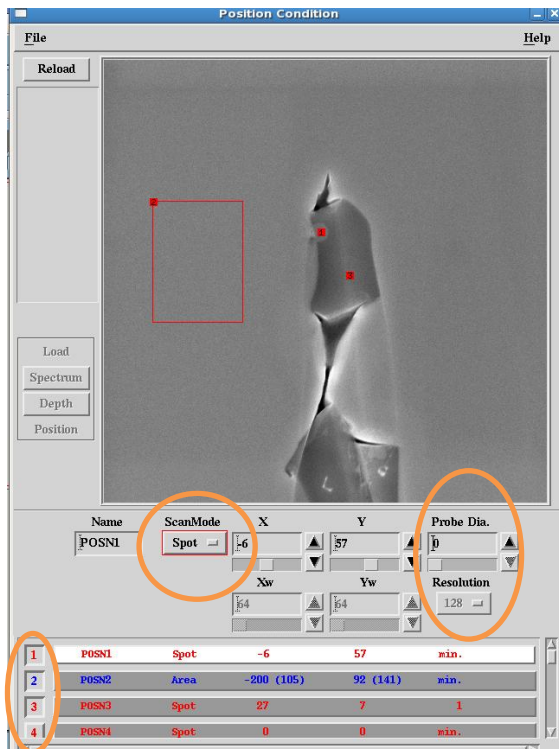 Position Condition
File Help
Reload
2
1
3
Load
Spectrum
Depth
Position
Name ScanMode X Y Probe Dia.
POSN1 Spot -6 57 0
Xw Yw Resolution
64 64 128
1 POSN1 Spot -6 57 min.
2 POSN2 Area -200 (105) 92 (141) min.
3 POSN3 Spot 27 7 1
4 POSN4 Spot 0 0 min.